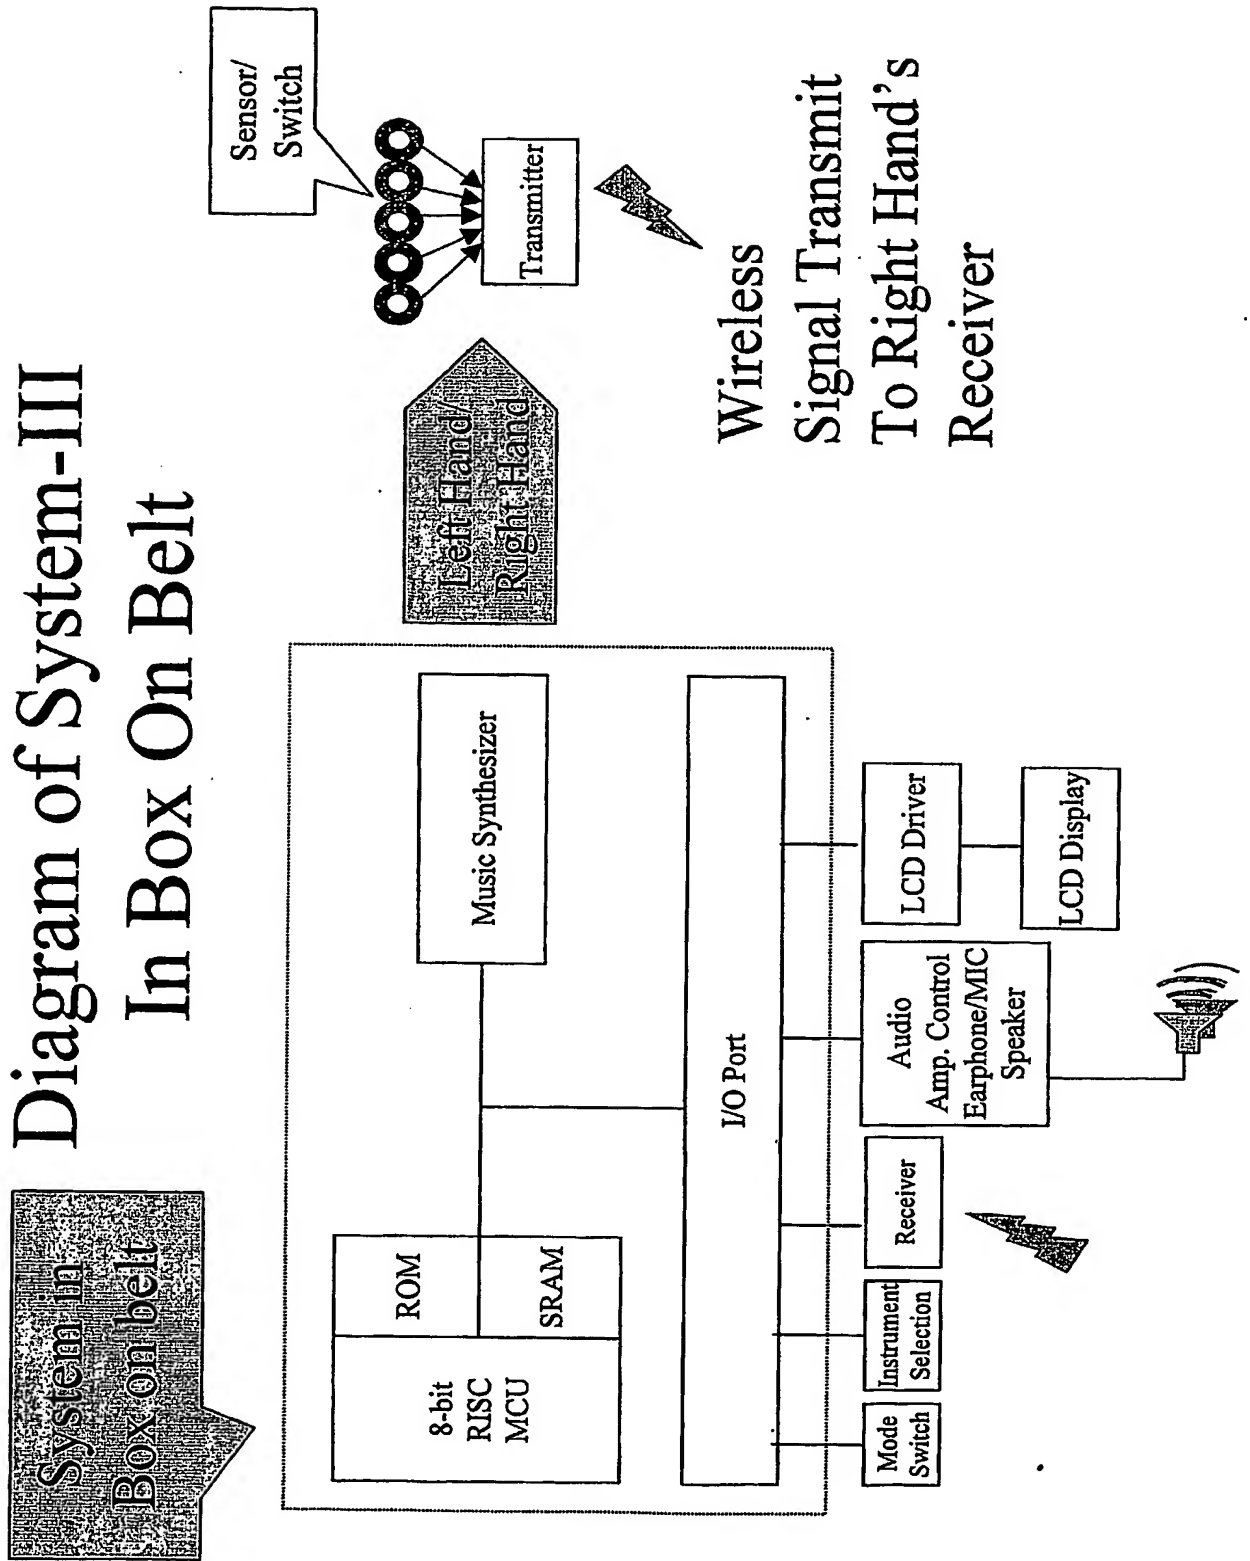 Diagram of System-III
In Box On Belt
System in
Box on belt
8-bit
RISC
MCU
ROM
SRAM
Music Synthesizer
I/O Port
Mode
Switch
Instrument
Selection
Receiver
Audio
Amp. Control
Earphone/MIC
Speaker
LCD Driver
LCD Display
Left Hand/
Right Hand
Sensor/
Switch
Transmitter
Wireless
Signal Transmit
To Right Hand's
Receiver